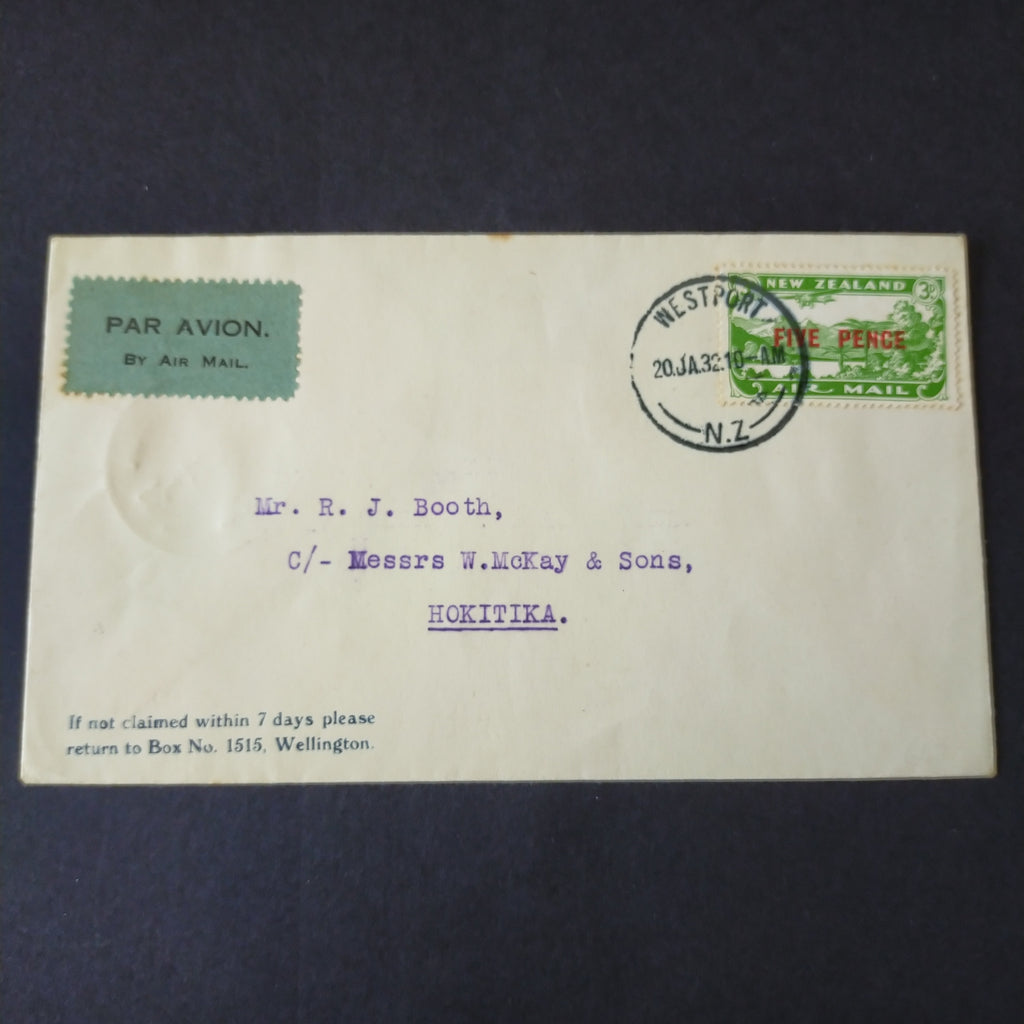 PAR AVION.
BY AIR MAIL.
WESTPORT
20.JA.32.10-AM
N.Z
NEW ZEALAND
3D
FIVE PENCE
AIR MAIL
Mr. R. J. Booth,
C/- Messrs W.McKay & Sons,
HOKITIKA.
If not claimed within 7 days please
return to Box No. 1515, Wellington.